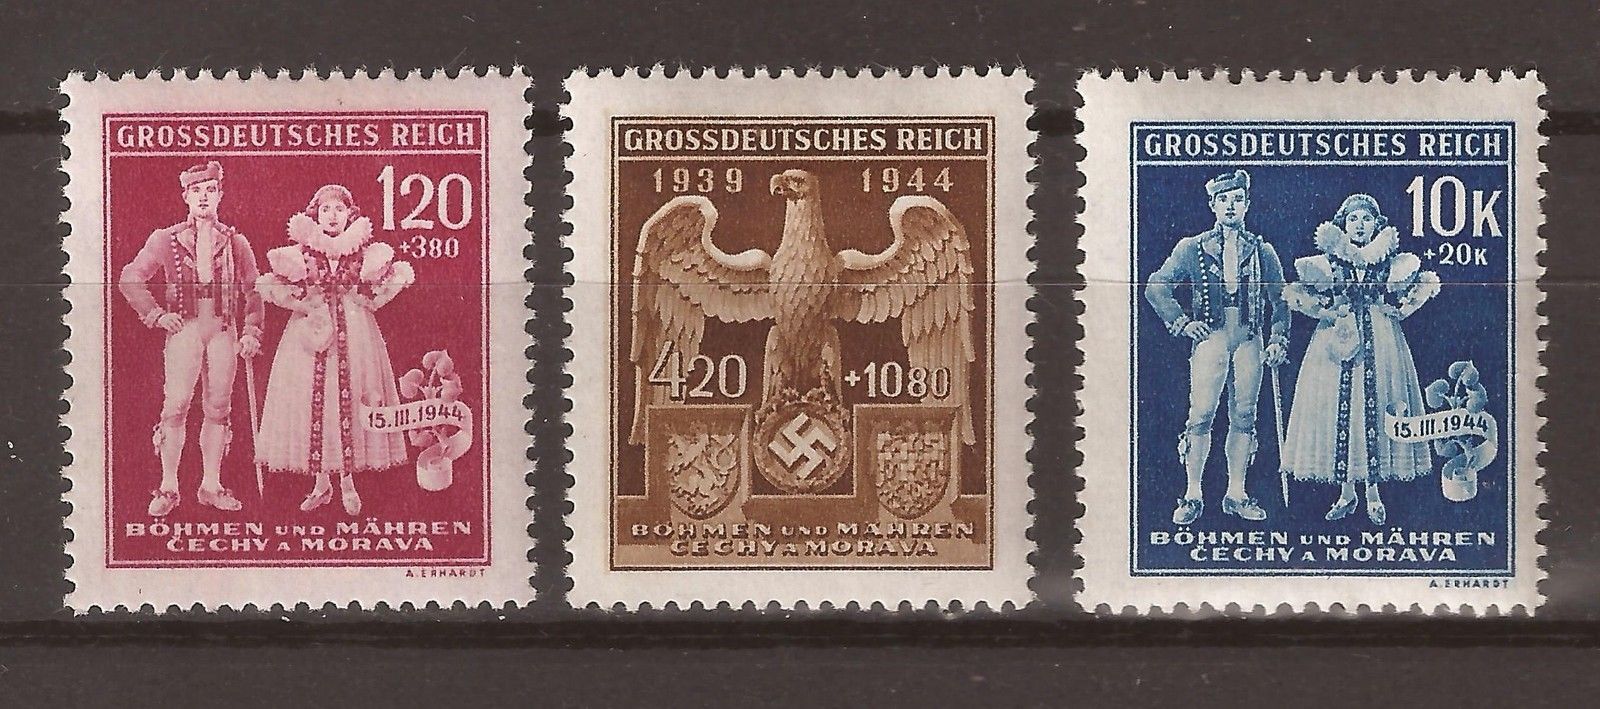 GROSSDEUTSCHES REICH
120
+380
15.III.1944
BÖHMEN UND MÄHREN
ČECHY A MORAVA
A. ERHARDT
GROSSDEUTSCHES REICH
1939 1944
420 +1080
BÖHMEN UND MÄHREN
ČECHY A MORAVA
GROSSDEUTSCHES REICH
10K
+20K
15.III.1944
BÖHMEN UND MÄHREN
ČECHY A MORAVA
A. ERHARDT